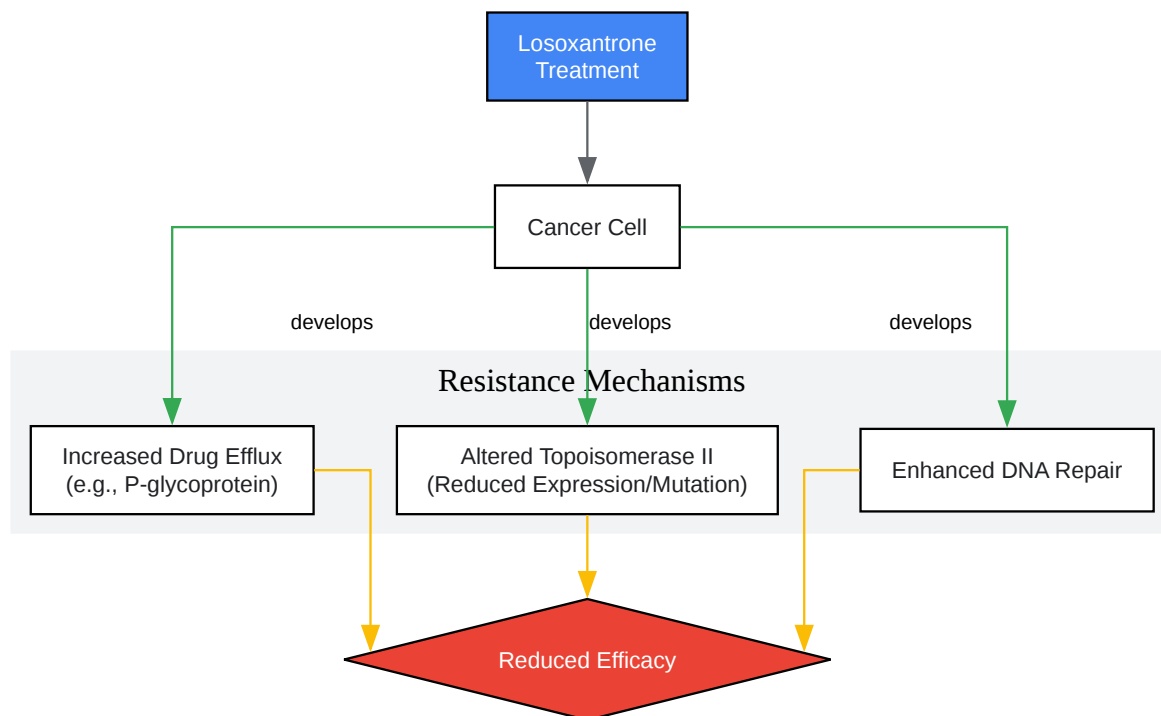 Losoxantrone
Treatment
Cancer Cell
develops
develops
develops
Resistance Mechanisms
Increased Drug Efflux
(e.g., P-glycoprotein)
Altered Topoisomerase II
(Reduced Expression/Mutation)
Enhanced DNA Repair
Reduced Efficacy